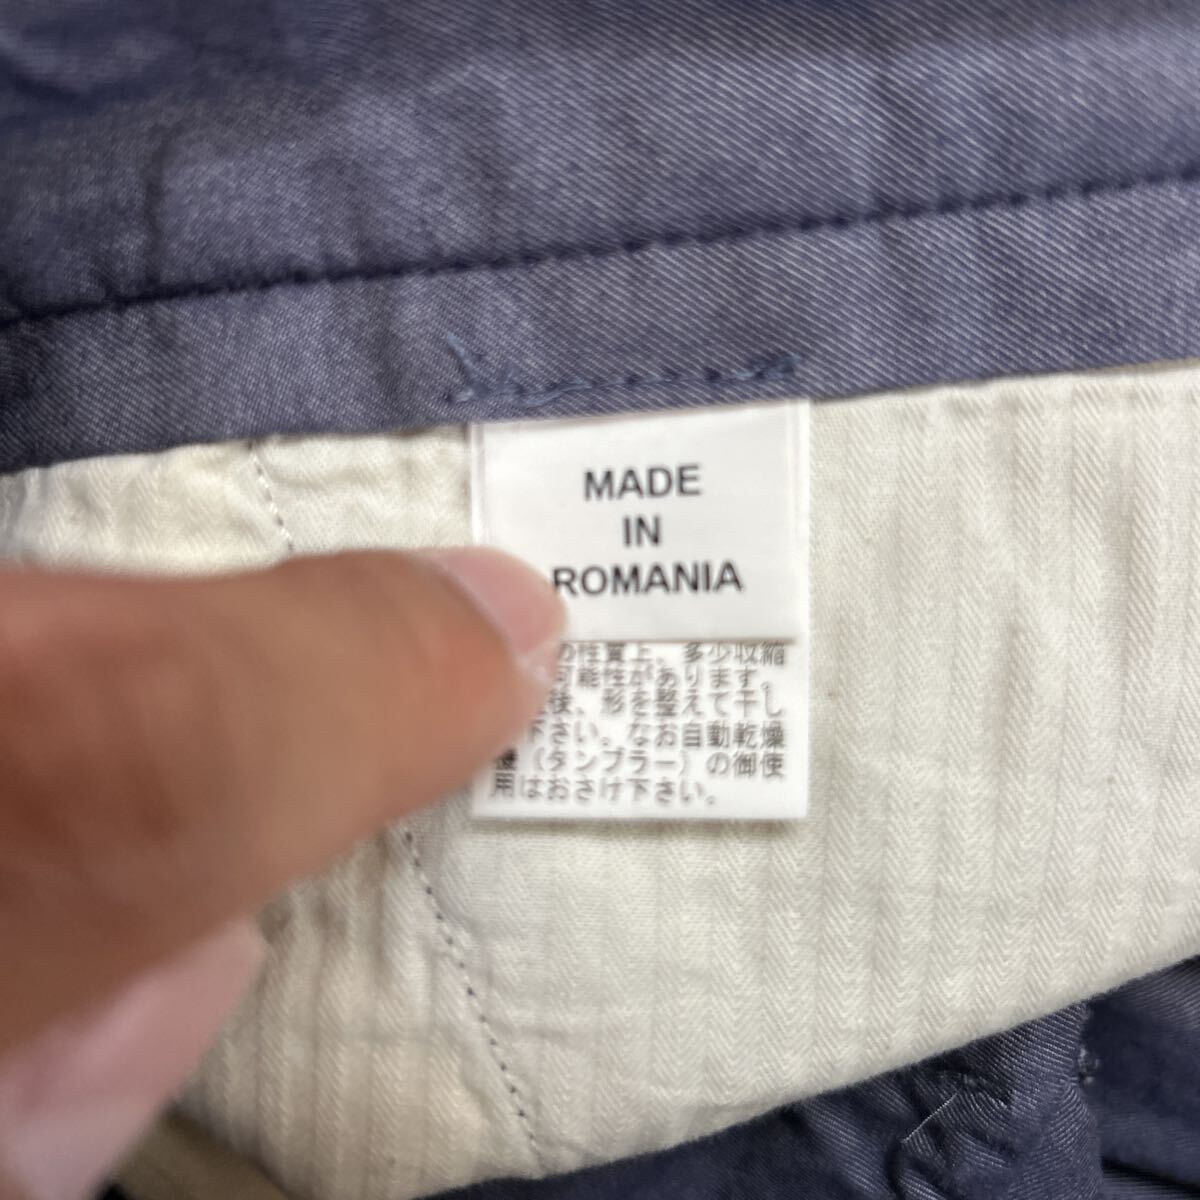 MADE
IN
ROMANIA
の性質上、多少収縮
可能性があります。
後、形を整えて干し
下さい。なお自動乾燥
機（タンブラー）の御使
用はおさけ下さい。